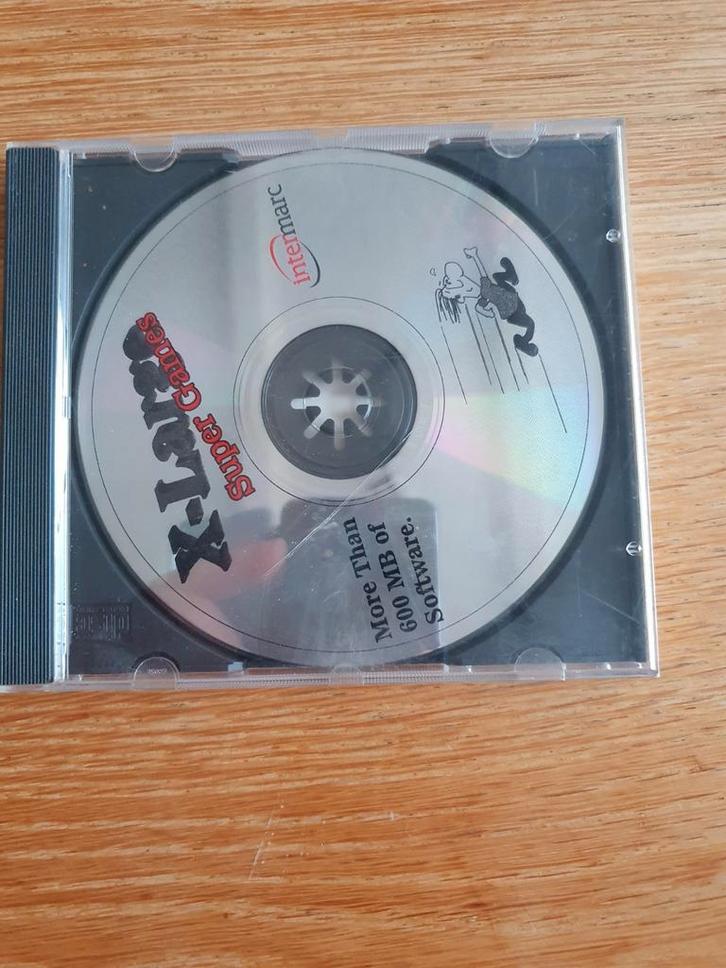 X-Large
Super Games
intermarc
More Than
600 MB of
Software.